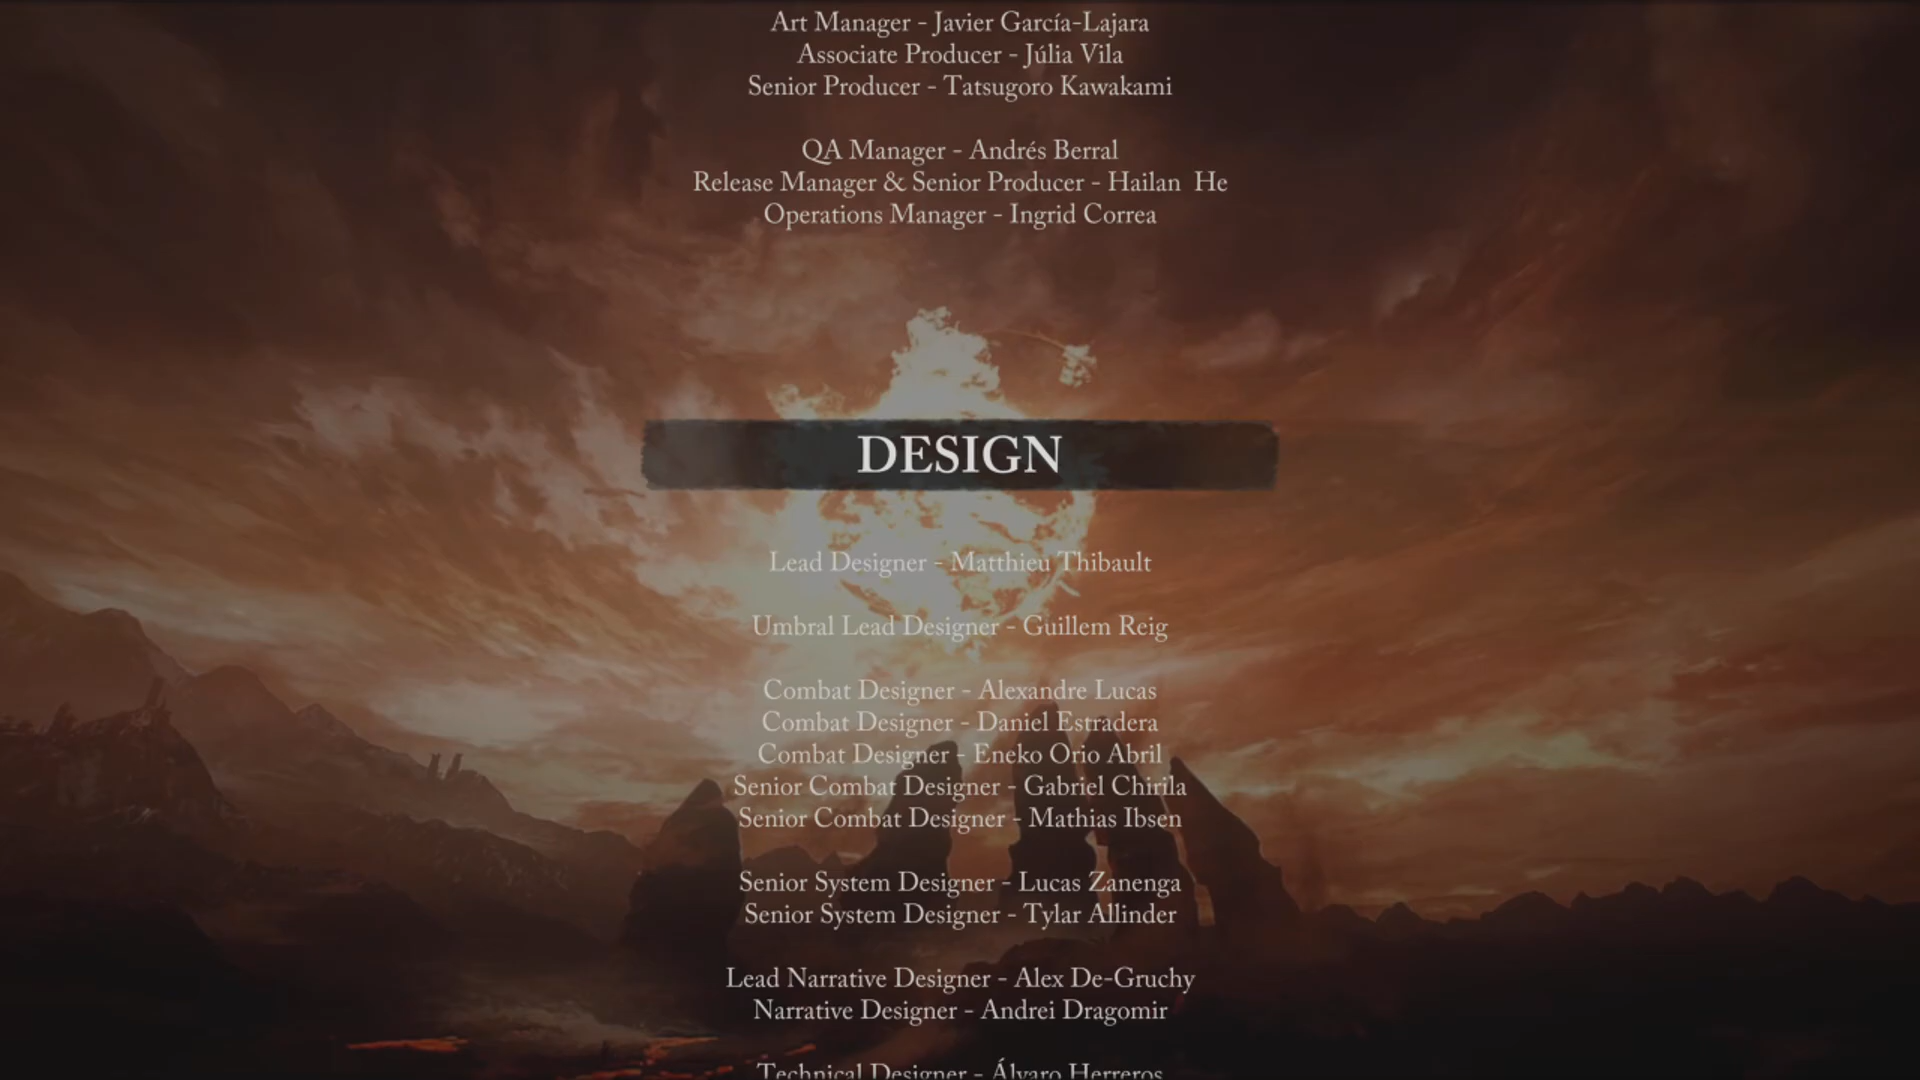 Art Manager - Javier García-Lajara
Associate Producer - Júlia Vila
Senior Producer - Tatsugoro Kawakami
QA Manager - Andrés Berral
Release Manager & Senior Producer - Hailan  He
Operations Manager - Ingrid Correa
DESIGN
Lead Designer - Matthieu Thibault
Umbral Lead Designer - Guillem Reig
Combat Designer - Alexandre Lucas
Combat Designer - Daniel Estradera
Combat Designer - Eneko Orio Abril
Senior Combat Designer - Gabriel Chirila
Senior Combat Designer - Mathias Ibsen
Senior System Designer - Lucas Zanenga
Senior System Designer - Tylar Allinder
Lead Narrative Designer - Alex De-Gruchy
Narrative Designer - Andrei Dragomir
Technical Designer - Álvaro Herreros